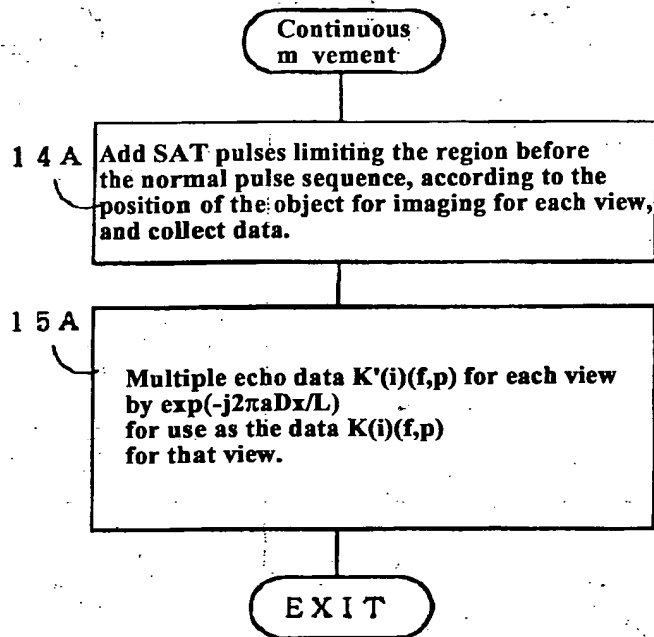 Continuous
m vement
14A
Add SAT pulses limiting the region before
the normal pulse sequence, according to the
position of the object for imaging for each view,
and collect data.
15A
Multiple echo data K'(i)(f,p) for each view
by exp(-j2πaDx/L)
for use as the data K(i)(f,p)
for that view.
EXIT